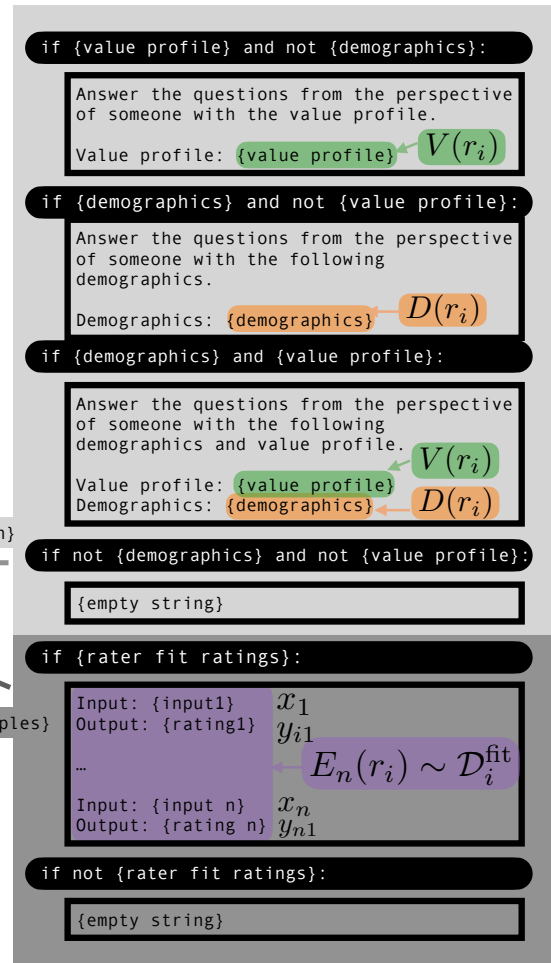 if {value profile} and not {demographics}:
Answer the questions from the perspective
of someone with the value profile.
Value profile: {value profile}
V(r_i)
if {demographics} and not {value profile}:
Answer the questions from the perspective
of someone with the following
demographics.
Demographics: {demographics}
D(r_i)
if {demographics} and {value profile}:
Answer the questions from the perspective
of someone with the following
demographics and value profile.
V(r_i)
Value profile: {value profile}
Demographics: {demographics}
D(r_i)
n}
if not {demographics} and not {value profile}:
{empty string}
if {rater fit ratings}:
Input: {input1} x_1
ples}
Output: {rating1} y_{i1}
…
E_n(r_i) ∼ 𝒟_i^{fit}
Input: {input n} x_n
Output: {rating n} y_{n1}
if not {rater fit ratings}:
{empty string}